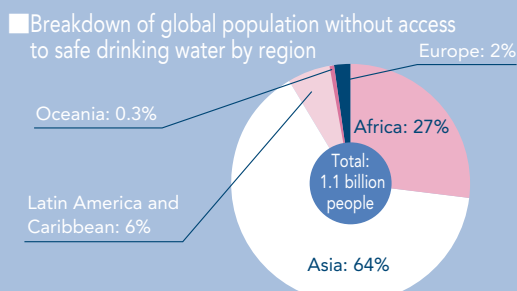 Breakdown of global population without access
to safe drinking water by region
Europe: 2%
Oceania: 0.3%
Africa: 27%
Total:
1.1 billion
people
Latin America and
Caribbean: 6%
Asia: 64%